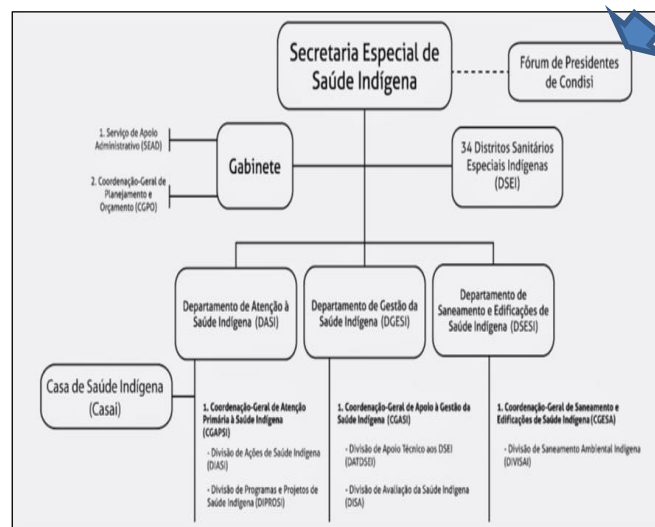 Secretaria Especial de
Saúde Indígena
Fórum de Presidentes
de Condisi
1. Serviço de Apoio
Administrativo (SEAD)
2. Coordenação-Geral de
Planejamento e
Orçamento (CGPO)
Gabinete
34 Distritos Sanitários
Especiais Indígenas
(DSEI)
Departamento de Atenção à
Saúde Indígena (DASI)
Departamento de Gestão da
Saúde Indígena (DGESI)
Departamento de
Saneamento e Edificações de
Saúde Indígena (DSESI)
Casa de Saúde Indígena
(Casai)
1. Coordenação-Geral de Atenção
Primária à Saúde Indígena
(CGAPSI)
- Divisão de Ações de Saúde Indígena
(DIASI)
- Divisão de Programas e Projetos de
Saúde Indígena (DIPROSI)
1. Coordenação-Geral de Apoio à Gestão da
Saúde Indígena (CGASI)
- Divisão de Apoio Técnico aos DSEI
(DATDSEI)
- Divisão de Avaliação da Saúde Indígena
(DISA)
1. Coordenação-Geral de Saneamento e
Edificações de Saúde Indígena (CGESA)
- Divisão de Saneamento Ambiental Indígena
(DIVISAI)